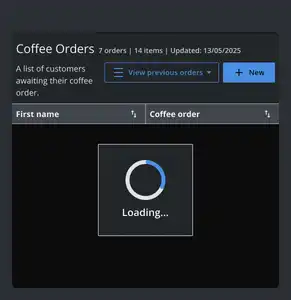 Coffee Orders 7 orders | 14 items | Updated: 13/05/2025
A list of customers
awaiting their coffee
order.
View previous orders
+ New
First name
Coffee order
Loading...